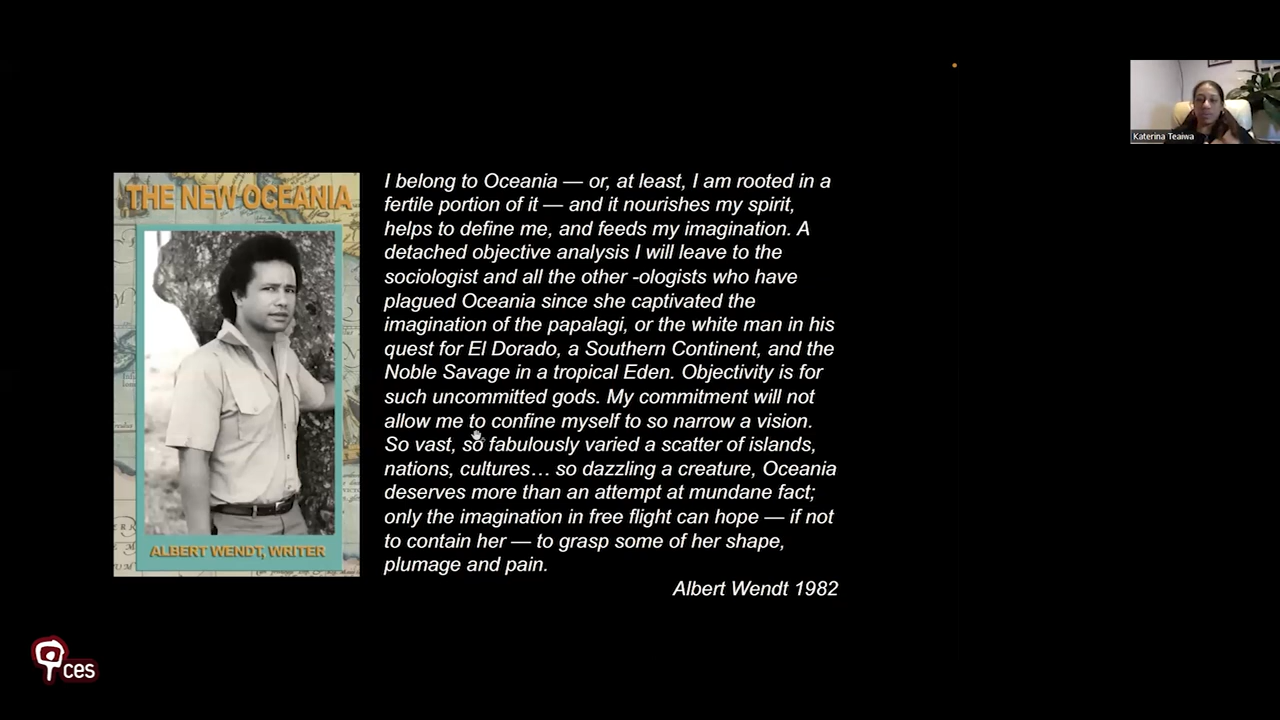 Katerina Teaiwa
THE NEW OCEANIA
ALBERT WENDT, WRITER
I belong to Oceania — or, at least, I am rooted in a
fertile portion of it — and it nourishes my spirit,
helps to define me, and feeds my imagination. A
detached objective analysis I will leave to the
sociologist and all the other -ologists who have
plagued Oceania since she captivated the
imagination of the papalagi, or the white man in his
quest for El Dorado, a Southern Continent, and the
Noble Savage in a tropical Eden. Objectivity is for
such uncommitted gods. My commitment will not
allow me to confine myself to so narrow a vision.
So vast, so fabulously varied a scatter of islands,
nations, cultures… so dazzling a creature, Oceania
deserves more than an attempt at mundane fact;
only the imagination in free flight can hope — if not
to contain her — to grasp some of her shape,
plumage and pain.
Albert Wendt 1982
ces